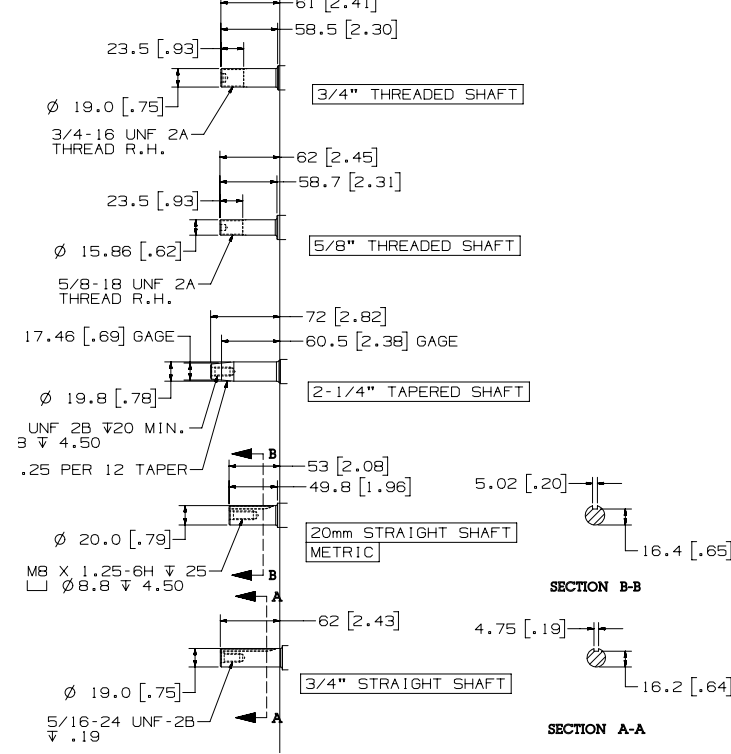 61 [2.41]
58.5 [2.30]
23.5 [.93]
3/4" THREADED SHAFT
Ø 19.0 [.75]
3/4-16 UNF 2A
THREAD R.H.
62 [2.45]
58.7 [2.31]
23.5 [.93]
5/8" THREADED SHAFT
Ø 15.86 [.62]
5/8-18 UNF 2A
THREAD R.H.
72 [2.82]
17.46 [.69] GAGE
60.5 [2.38] GAGE
2-1/4" TAPERED SHAFT
Ø 19.8 [.78]
UNF 2B ↧20 MIN.
↧ 4.50
.25 PER 12 TAPER
B
53 [2.08]
49.8 [1.96]
5.02 [.20]
20mm STRAIGHT SHAFT
METRIC
Ø 20.0 [.79]
16.4 [.65]
M8 X 1.25-6H ↧ 25
⌴ Ø8.8 ↧ 4.50
B
SECTION B-B
A
62 [2.43]
4.75 [.19]
3/4" STRAIGHT SHAFT
Ø 19.0 [.75]
16.2 [.64]
5/16-24 UNF-2B
↧ .19
A
SECTION A-A